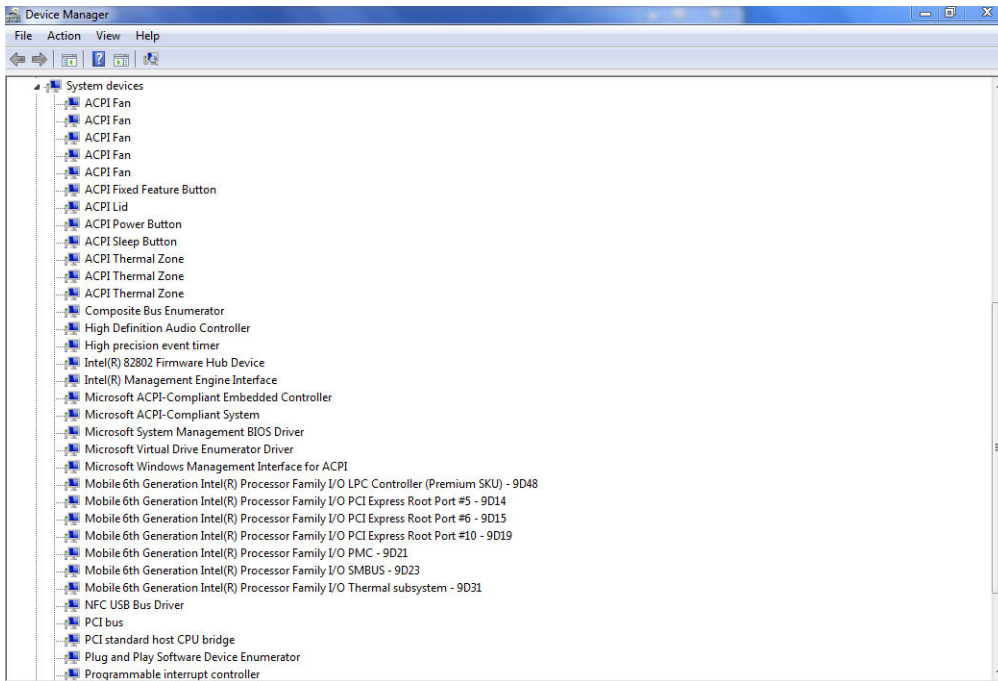 Device Manager
File Action View Help
System devices
ACPI Fan
ACPI Fan
ACPI Fan
ACPI Fan
ACPI Fan
ACPI Fixed Feature Button
ACPI Lid
ACPI Power Button
ACPI Sleep Button
ACPI Thermal Zone
ACPI Thermal Zone
ACPI Thermal Zone
Composite Bus Enumerator
High Definition Audio Controller
High precision event timer
Intel(R) 82802 Firmware Hub Device
Intel(R) Management Engine Interface
Microsoft ACPI-Compliant Embedded Controller
Microsoft ACPI-Compliant System
Microsoft System Management BIOS Driver
Microsoft Virtual Drive Enumerator Driver
Microsoft Windows Management Interface for ACPI
Mobile 6th Generation Intel(R) Processor Family I/O LPC Controller (Premium SKU) - 9D48
Mobile 6th Generation Intel(R) Processor Family I/O PCI Express Root Port #5 - 9D14
Mobile 6th Generation Intel(R) Processor Family I/O PCI Express Root Port #6 - 9D15
Mobile 6th Generation Intel(R) Processor Family I/O PCI Express Root Port #10 - 9D19
Mobile 6th Generation Intel(R) Processor Family I/O PMC - 9D21
Mobile 6th Generation Intel(R) Processor Family I/O SMBUS - 9D23
Mobile 6th Generation Intel(R) Processor Family I/O Thermal subsystem - 9D31
NFC USB Bus Driver
PCI bus
PCI standard host CPU bridge
Plug and Play Software Device Enumerator
Programmable interrupt controller